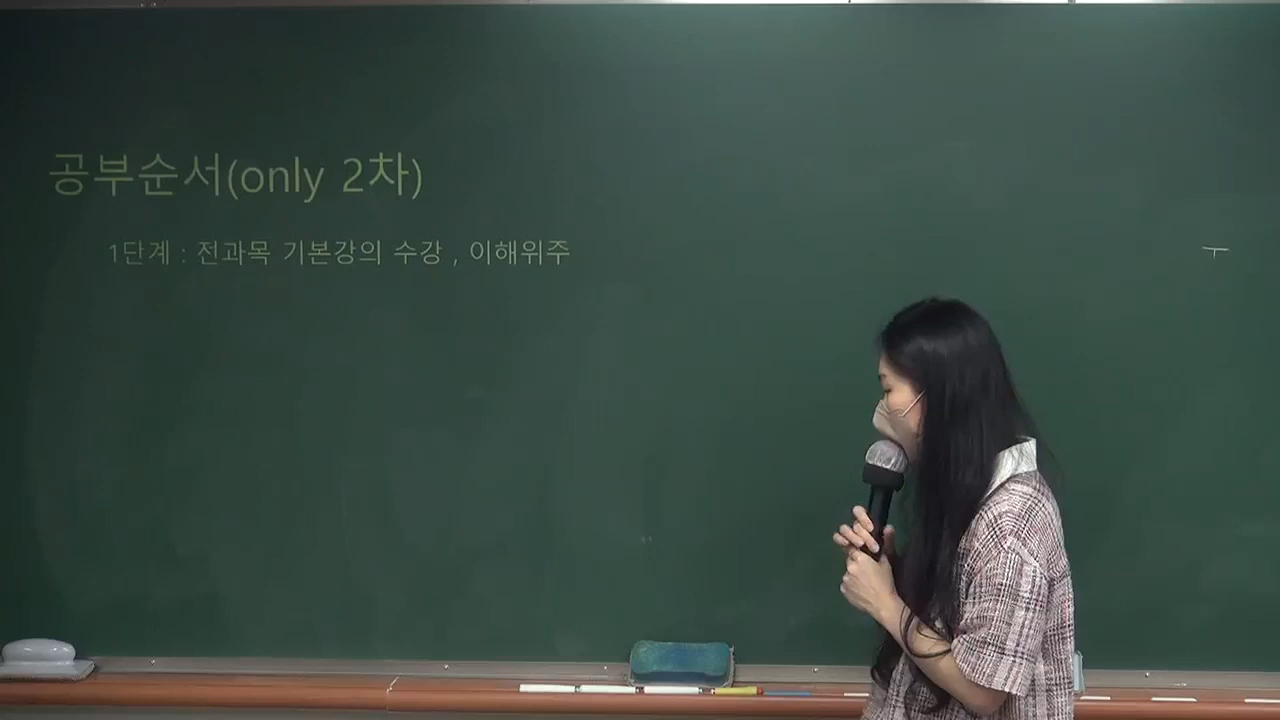 공부순서(only 2차)
1단계 : 전과목 기본강의 수강 , 이해위주
ㅜ